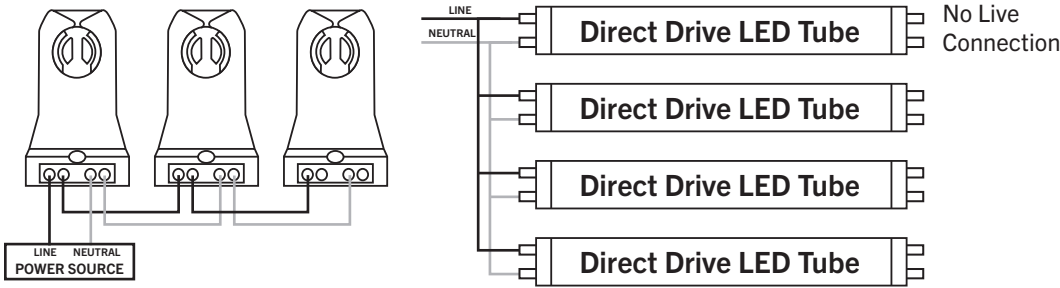 LINE
NEUTRAL
Direct Drive LED Tube
No Live
Connection
Direct Drive LED Tube
Direct Drive LED Tube
Direct Drive LED Tube
LINE NEUTRAL
POWER SOURCE